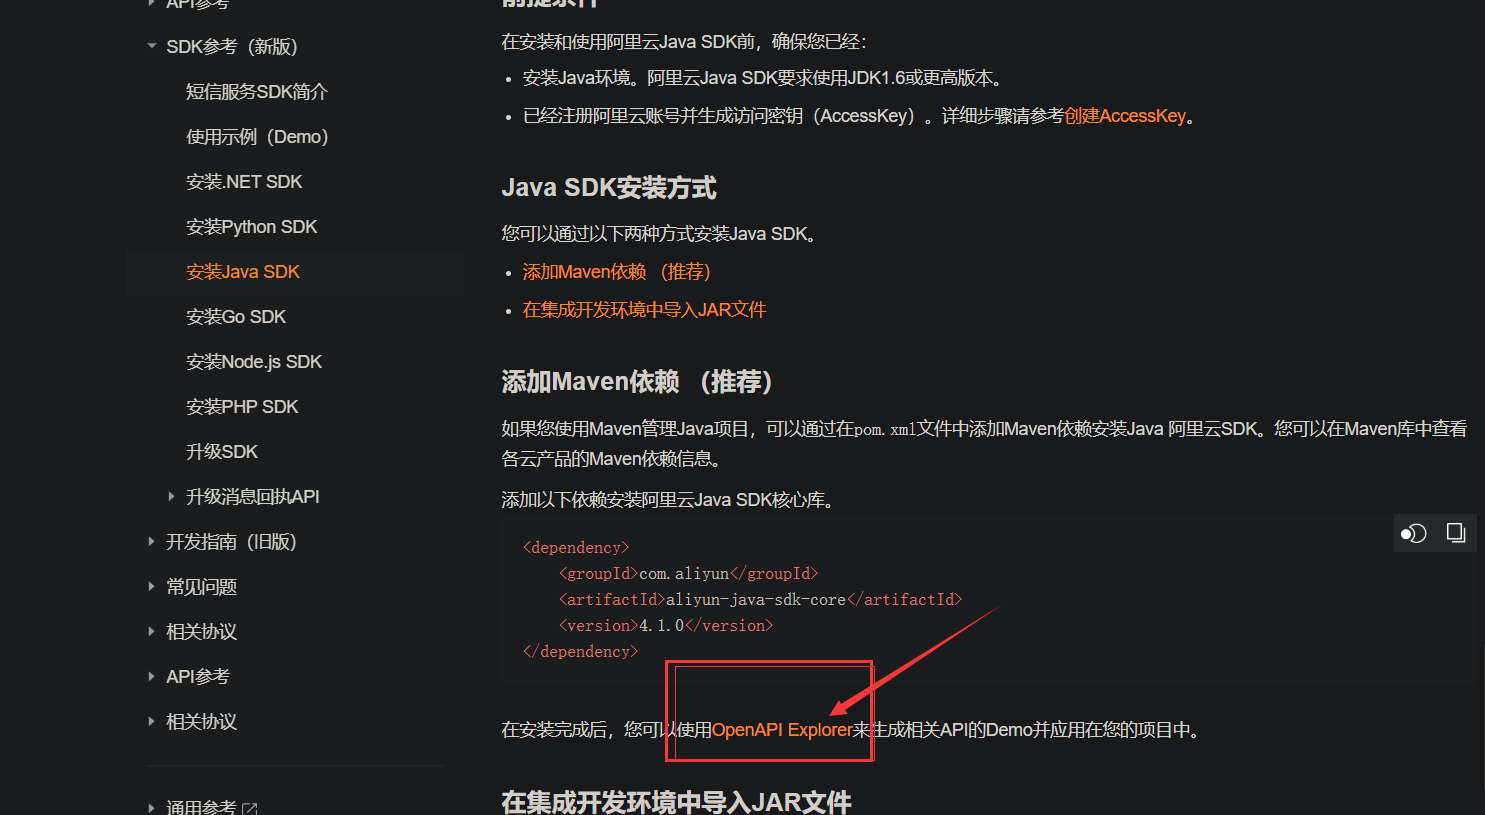 API参考
SDK参考（新版）
短信服务SDK简介
使用示例（Demo）
安装.NET SDK
安装Python SDK
安装Java SDK
安装Go SDK
安装Node.js SDK
安装PHP SDK
升级SDK
升级消息回执API
开发指南（旧版）
常见问题
相关协议
API参考
相关协议
通用参考
前提条件
在安装和使用阿里云Java SDK前，确保您已经：
安装Java环境。阿里云Java SDK要求使用JDK1.6或更高版本。
已经注册阿里云账号并生成访问密钥（AccessKey）。详细步骤请参考创建AccessKey。
Java SDK安装方式
您可以通过以下两种方式安装Java SDK。
添加Maven依赖 （推荐）
在集成开发环境中导入JAR文件
添加Maven依赖 （推荐）
如果您使用Maven管理Java项目，可以通过在pom.xml文件中添加Maven依赖安装Java 阿里云SDK。您可以在Maven库中查看
各云产品的Maven依赖信息。
添加以下依赖安装阿里云Java SDK核心库。
<dependency>
<groupId>com.aliyun</groupId>
<artifactId>aliyun-java-sdk-core</artifactId>
<version>4.1.0</version>
</dependency>
在安装完成后，您可以使用OpenAPI Explorer来生成相关API的Demo并应用在您的项目中。
在集成开发环境中导入JAR文件